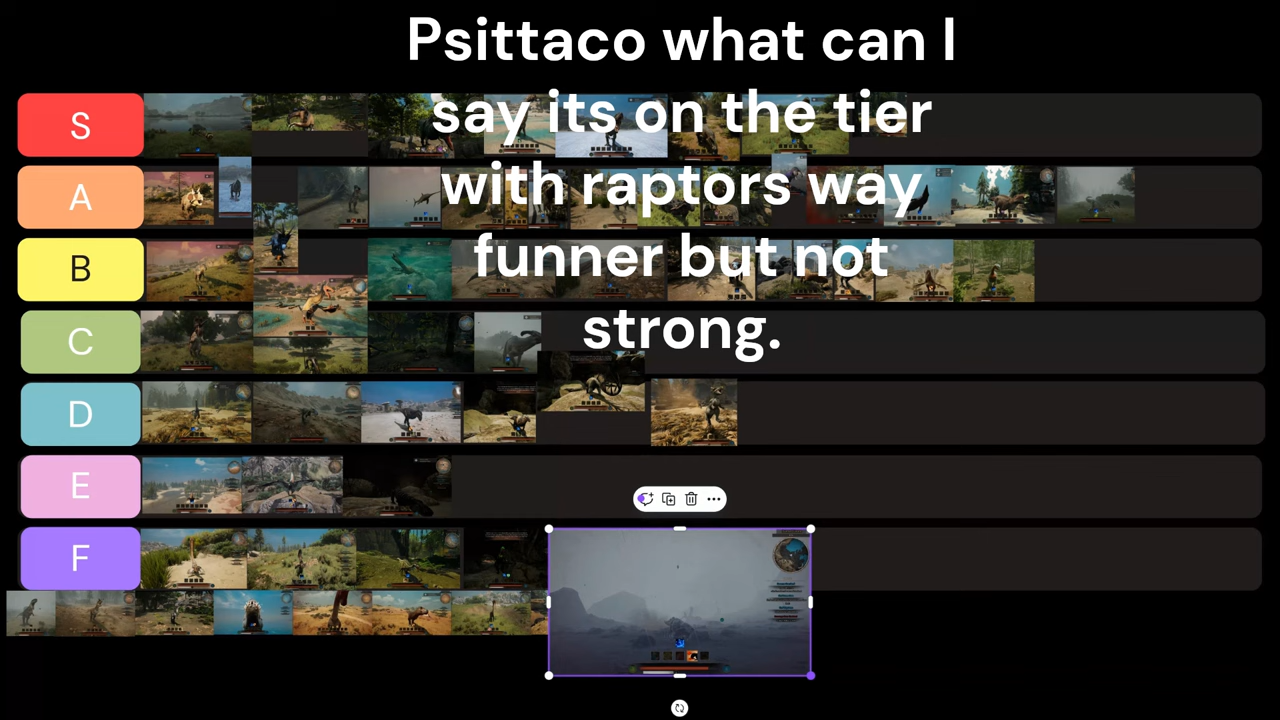 Psittaco what can I
say its on the tier
with raptors way
funner but not
strong.
S
A
B
C
D
E
F